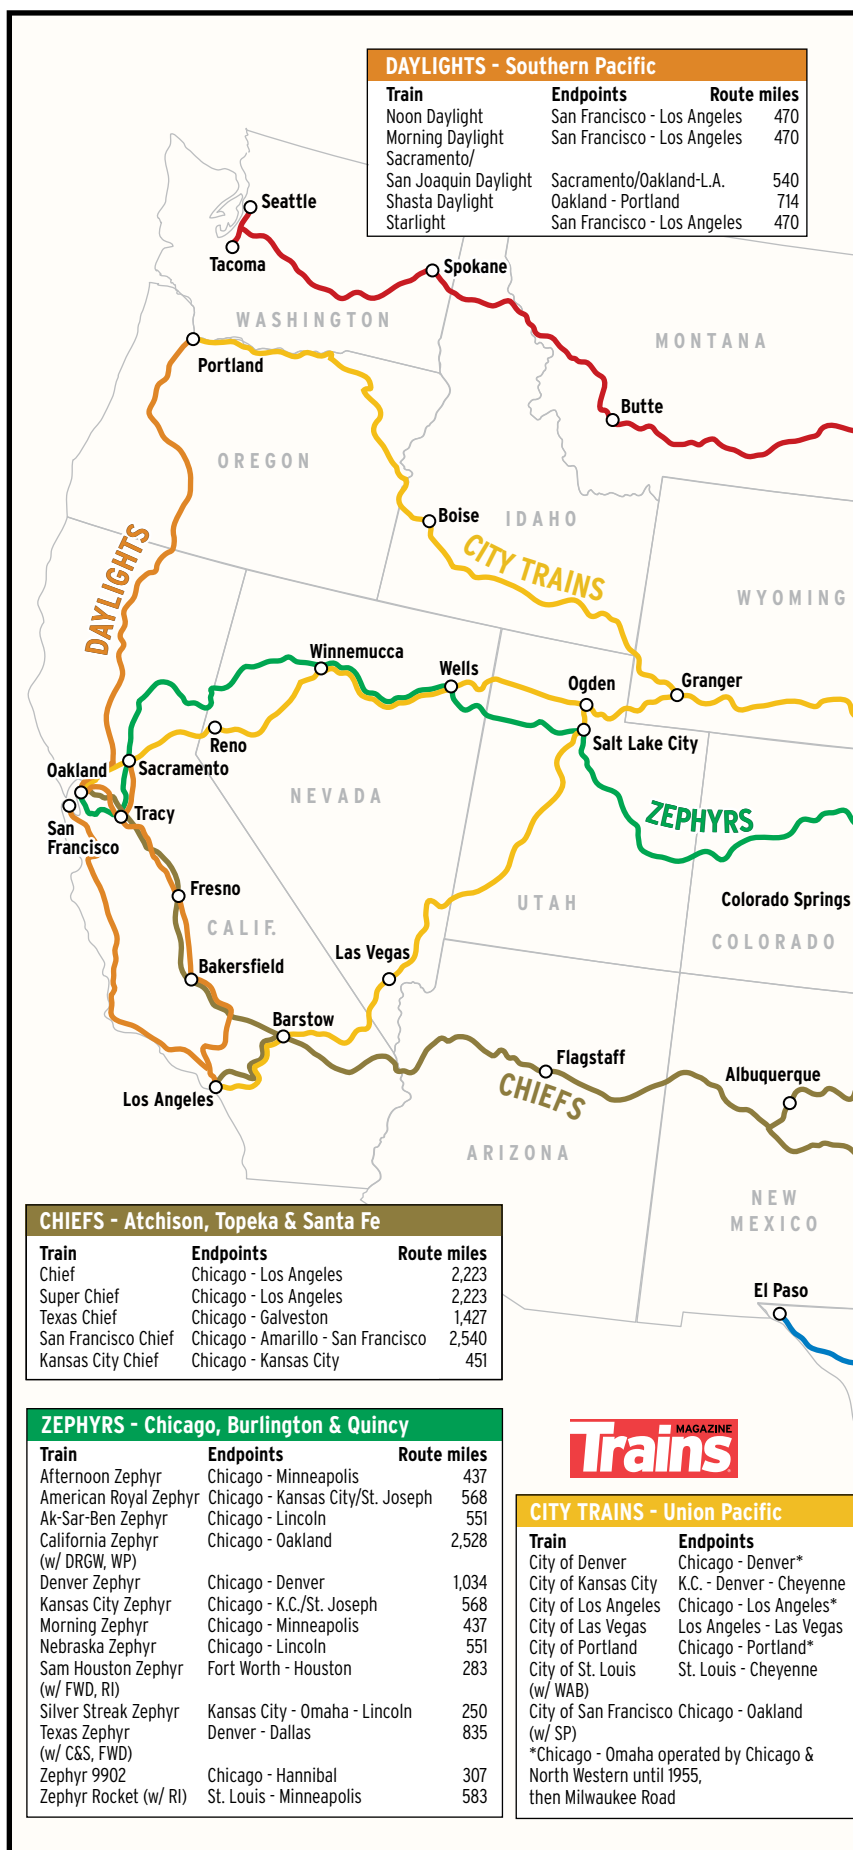 DAYLIGHTS - Southern Pacific
Train Endpoints Route miles
Noon Daylight San Francisco - Los Angeles 470
Morning Daylight San Francisco - Los Angeles 470
Sacramento/
San Joaquin Daylight Sacramento/Oakland-L.A. 540
Shasta Daylight Oakland - Portland 714
Starlight San Francisco - Los Angeles 470
Seattle
Tacoma
Spokane
WASHINGTON
MONTANA
Portland
Butte
OREGON
Boise
IDAHO
DAYLIGHTS
CITY TRAINS
WYOMING
Winnemucca
Wells
Ogden
Granger
Reno
Salt Lake City
Oakland
Sacramento
NEVADA
San
Francisco
Tracy
ZEPHYRS
Fresno
UTAH
Colorado Springs
CALIF.
COLORADO
Las Vegas
Bakersfield
Barstow
Flagstaff
Albuquerque
Los Angeles
CHIEFS
ARIZONA
NEW
MEXICO
El Paso
CHIEFS - Atchison, Topeka & Santa Fe
Train Endpoints Route miles
Chief Chicago - Los Angeles 2,223
Super Chief Chicago - Los Angeles 2,223
Texas Chief Chicago - Galveston 1,427
San Francisco Chief Chicago - Amarillo - San Francisco 2,540
Kansas City Chief Chicago - Kansas City 451
ZEPHYRS - Chicago, Burlington & Quincy
Train Endpoints Route miles
Afternoon Zephyr Chicago - Minneapolis 437
American Royal Zephyr Chicago - Kansas City/St. Joseph 568
Ak-Sar-Ben Zephyr Chicago - Lincoln 551
California Zephyr Chicago - Oakland 2,528
(w/ DRGW, WP)
Denver Zephyr Chicago - Denver 1,034
Kansas City Zephyr Chicago - K.C./St. Joseph 568
Morning Zephyr Chicago - Minneapolis 437
Nebraska Zephyr Chicago - Lincoln 551
Sam Houston Zephyr Fort Worth - Houston 283
(w/ FWD, RI)
Silver Streak Zephyr Kansas City - Omaha - Lincoln 250
Texas Zephyr Denver - Dallas 835
(w/ C&S, FWD)
Zephyr 9902 Chicago - Hannibal 307
Zephyr Rocket (w/ RI) St. Louis - Minneapolis 583
Trains MAGAZINE
CITY TRAINS - Union Pacific
Train Endpoints
City of Denver Chicago - Denver*
City of Kansas City K.C. - Denver - Cheyenne
City of Los Angeles Chicago - Los Angeles*
City of Las Vegas Los Angeles - Las Vegas
City of Portland Chicago - Portland*
City of St. Louis St. Louis - Cheyenne
(w/ WAB)
City of San Francisco Chicago - Oakland
(w/ SP)
*Chicago - Omaha operated by Chicago &
North Western until 1955,
then Milwaukee Road